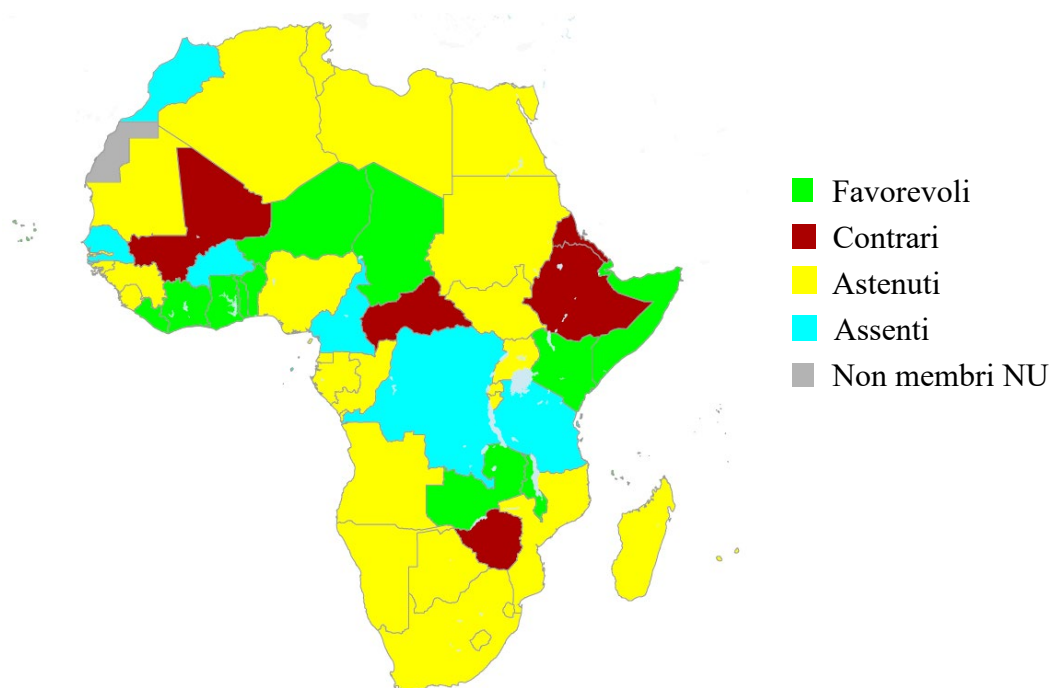 Favorevoli
Contrari
Astenuti
Assenti
Non membri NU